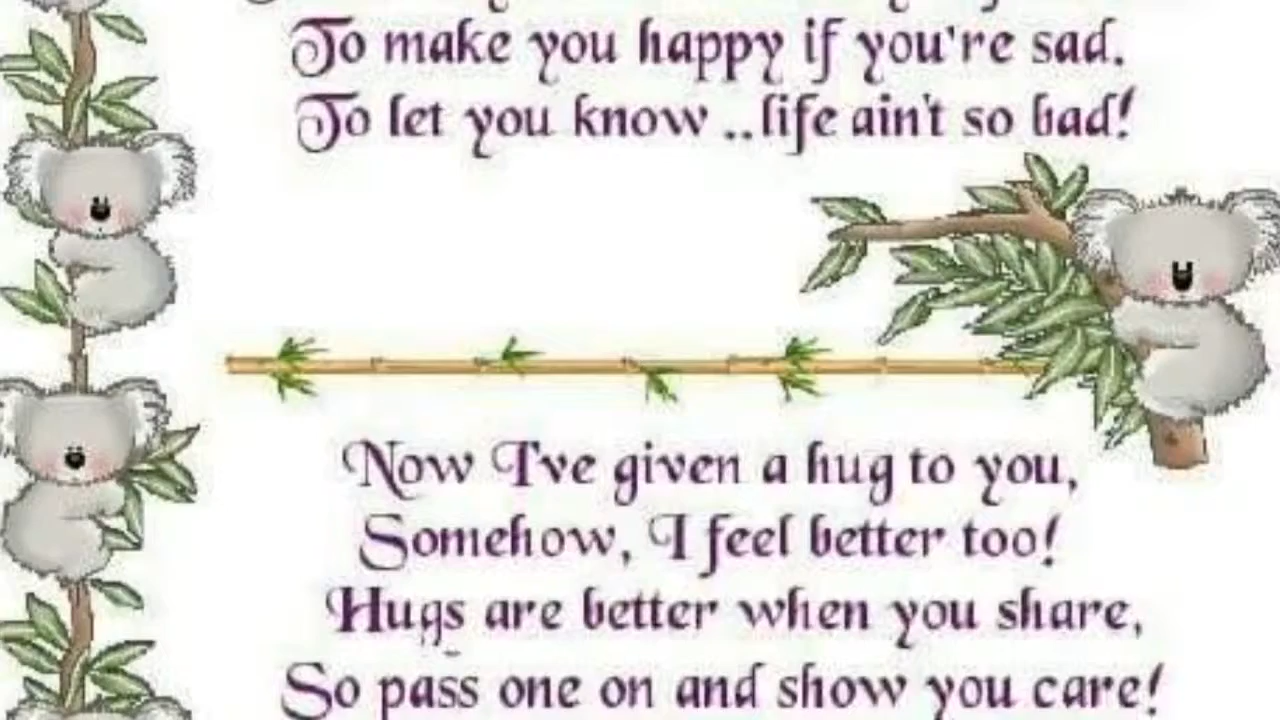 To make you happy if you're sad.
To let you know ..life ain't so bad!
Now I've given a hug to you,
Somehow, I feel better too!
Hugs are better when you share,
So pass one on and show you care!